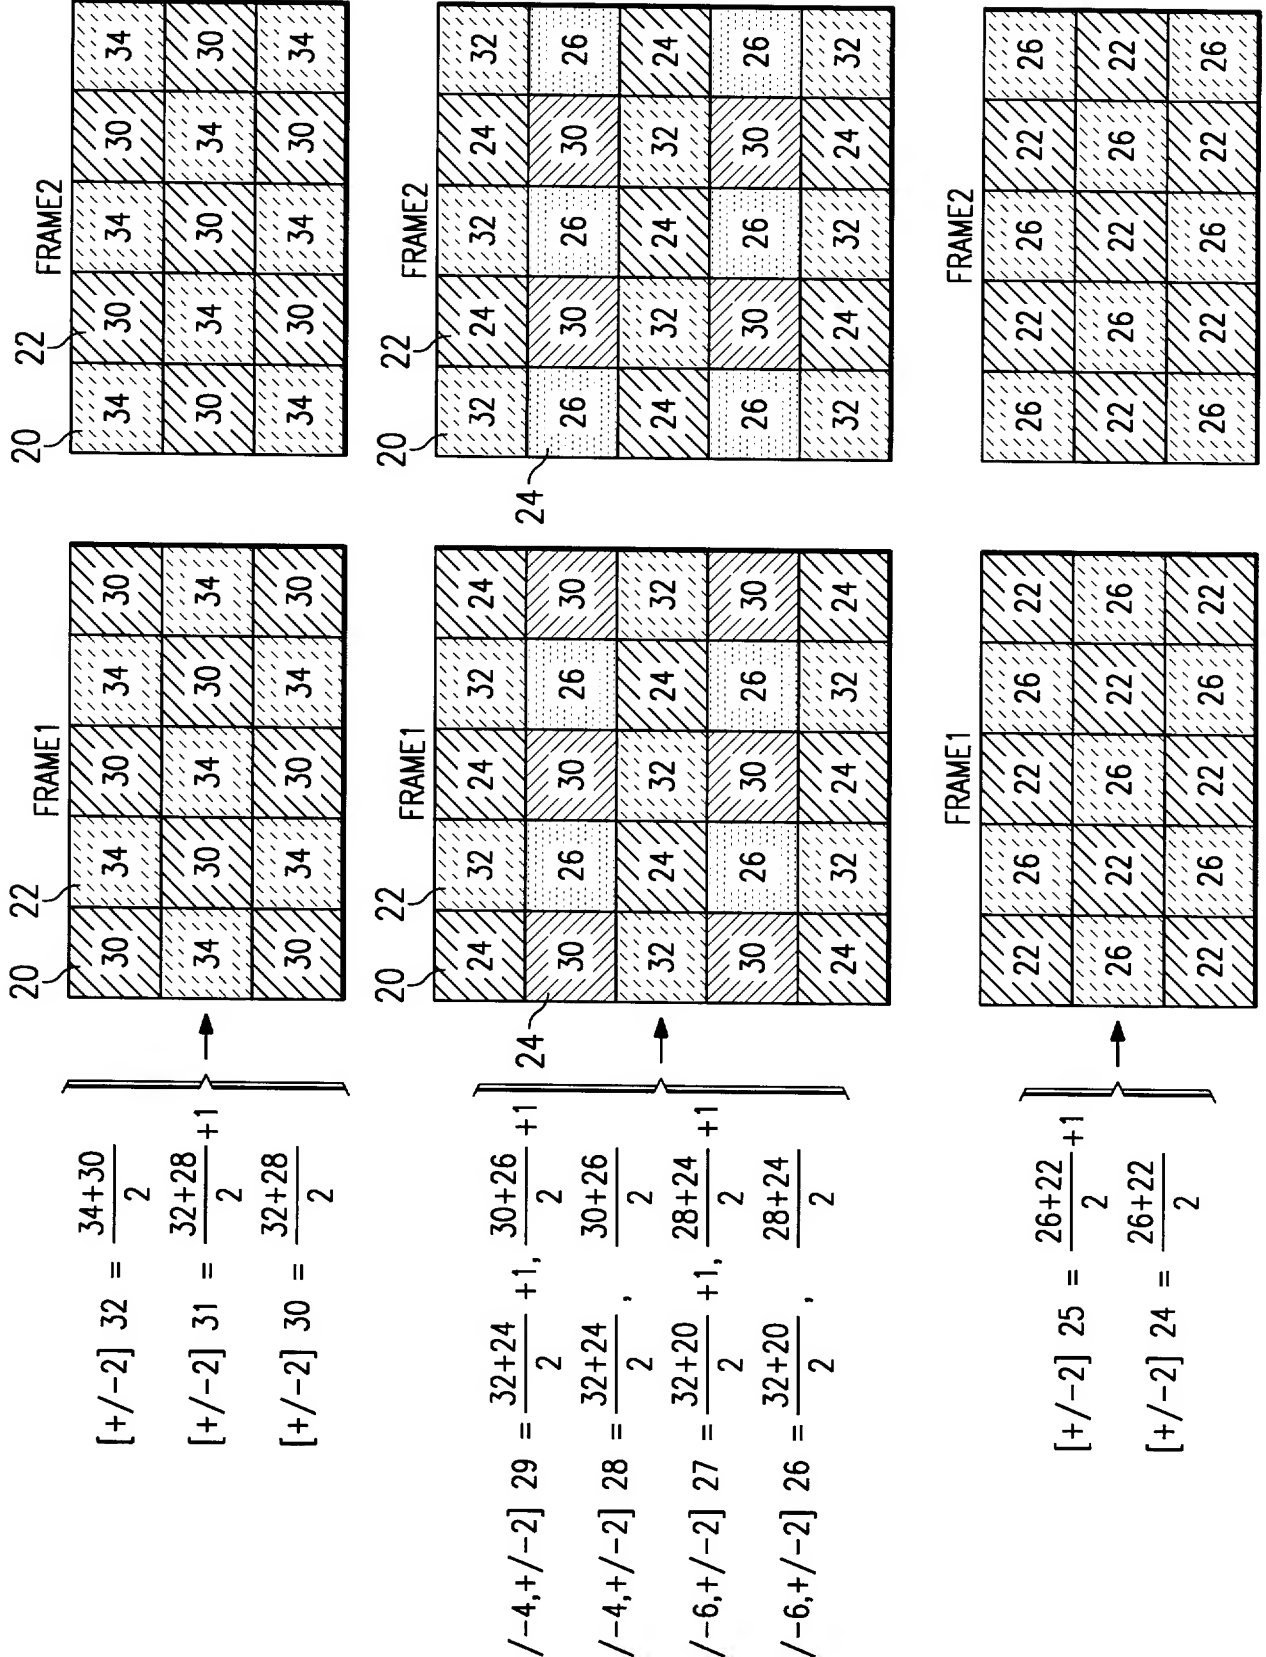 [+/-2] 32 = 34+30
2
[+/-2] 31 = 32+28 +1
2
[+/-2] 30 = 32+28
2
20 22
FRAME1
30 34 30 34 30
34 30 34 30 34
30 34 30 34 30
20 22
FRAME2
34 30 34 30 34
30 34 30 34 30
34 30 34 30 34
/-4,+/-2] 29 = 32+24 +1, 30+26 +1
2 2
/-4,+/-2] 28 = 32+24 , 30+26
2 2
/-6,+/-2] 27 = 32+20 +1, 28+24 +1
2 2
/-6,+/-2] 26 = 32+20 , 28+24
2 2
20 22
FRAME1
24
24 32 24 32 24
30 26 30 26 30
32 24 32 24 32
30 26 30 26 30
24 32 24 32 24
20 22
FRAME2
24
32 24 32 24 32
26 30 26 30 26
24 32 24 32 24
26 30 26 30 26
32 24 32 24 32
[+/-2] 25 = 26+22 +1
2
[+/-2] 24 = 26+22
2
FRAME1
22 26 22 26 22
26 22 26 22 26
22 26 22 26 22
FRAME2
26 22 26 22 26
22 26 22 26 22
26 22 26 22 26